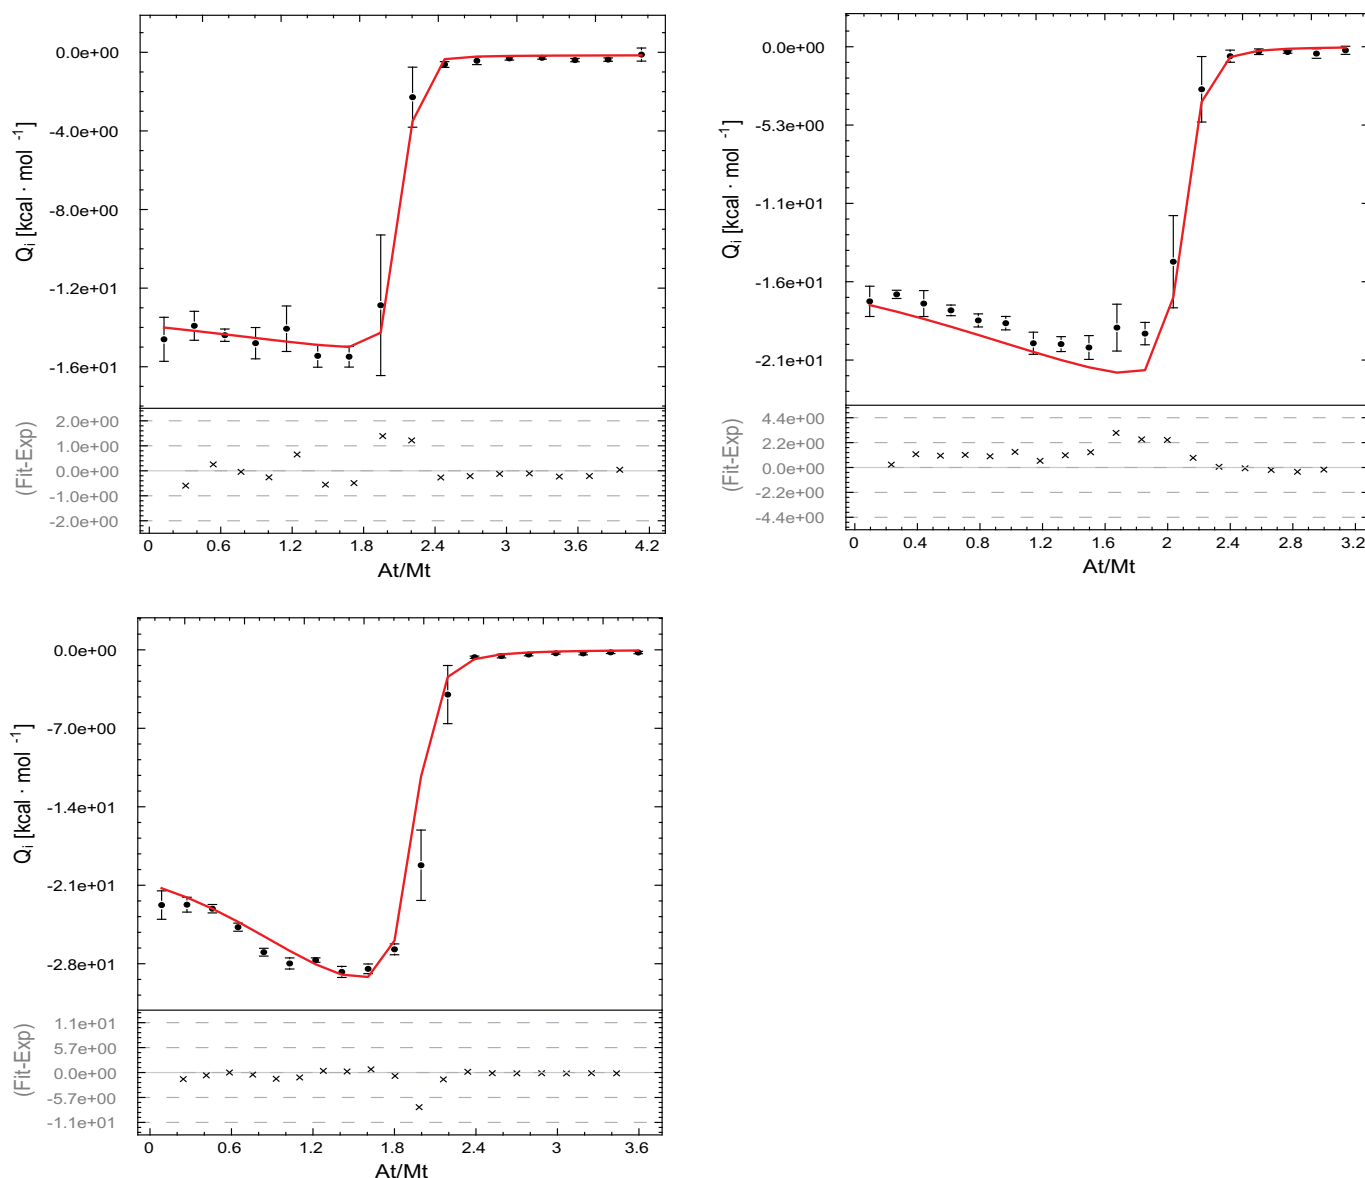 0.0e+00
-4.0e+00
-8.0e+00
-1.2e+01
-1.6e+01
Q_i [kcal · mol ⁻¹]
2.0e+00
1.0e+00
0.0e+00
-1.0e+00
-2.0e+00
(Fit-Exp)
0 0.6 1.2 1.8 2.4 3 3.6 4.2
At/Mt
0.0e+00
-5.3e+00
-1.1e+01
-1.6e+01
-2.1e+01
Q_i [kcal · mol ⁻¹]
4.4e+00
2.2e+00
0.0e+00
-2.2e+00
-4.4e+00
(Fit-Exp)
0 0.4 0.8 1.2 1.6 2 2.4 2.8 3.2
At/Mt
0.0e+00
-7.0e+00
-1.4e+01
-2.1e+01
-2.8e+01
Q_i [kcal · mol ⁻¹]
1.1e+01
5.7e+00
0.0e+00
-5.7e+00
-1.1e+01
(Fit-Exp)
0 0.6 1.2 1.8 2.4 3 3.6
At/Mt